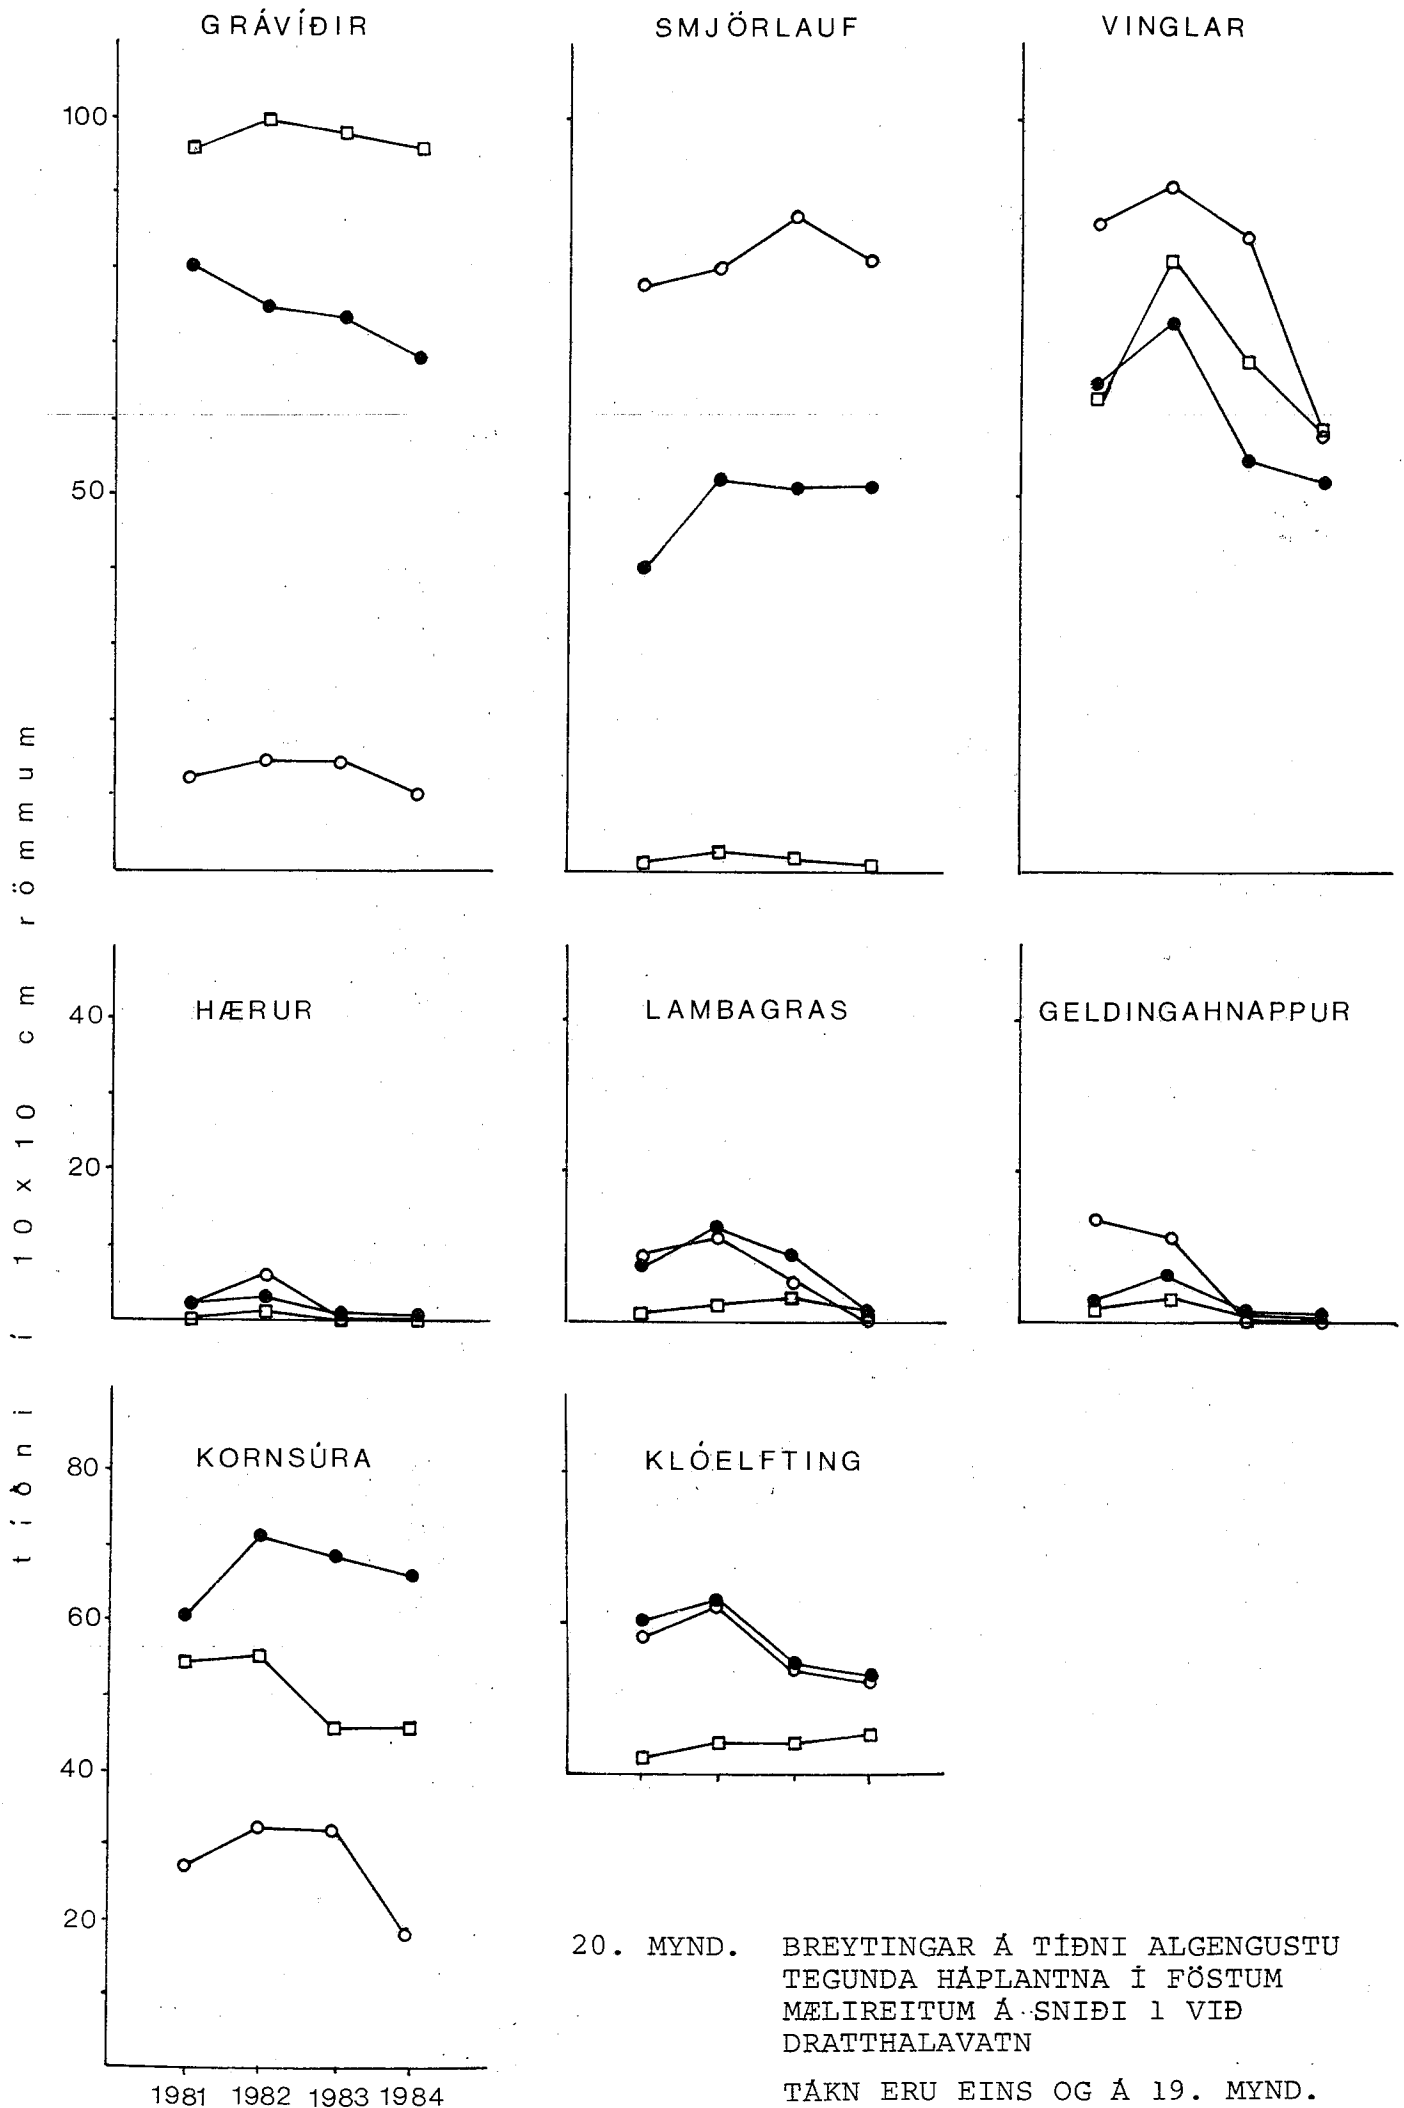 GRÁVÍÐIR
SMJÖRLAUF
VINGLAR
100
50
HÆRUR
LAMBAGRAS
GELDINGAHNAPPUR
40
20
KORNSÚRA
KLÓELFTING
80
60
40
20
1981 1982 1983 1984
tíðni í 10x10 cm römmum
20. MYND. BREYTINGAR Á TÍÐNI ALGENGUSTU
TEGUNDA HÁPLANTNA Í FÖSTUM
MÆLIREITUM Á SNIÐI 1 VIÐ
DRATTHALAVATN
TÁKN ERU EINS OG Á 19. MYND.